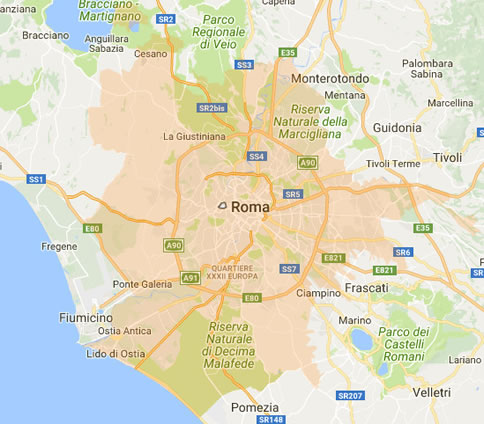 Bracciano -
Martignano
anzano
SR2
Parco
Regionale
di Veio
Canepina
Bracciano
Anguillara
Sabazia
Cesano
SS3
E35
Monterotondo
Palombara
Sabina
Mentana
Marcellina
SR2bis
Riserva
Naturale della
Marcigliana
Guidonia
La Giustiniana
SS4
A90
Tivoli Terme
Tivoli
SS1
SR5
Roma
E80
E35
Fregene
A90
SR6
E821
QUARTIERE
XXXII EUROPA
SS7
E821
A91
Ponte Galeria
E80
Ciampino
Frascati
Fiumicino
Ostia Antica
Marino
Riserva
Naturale
di Decima
Malafede
Parco dei
Castelli
Romani
Lido di Ostia
Lariano
Velletri
SR207
Pomezia
SR148